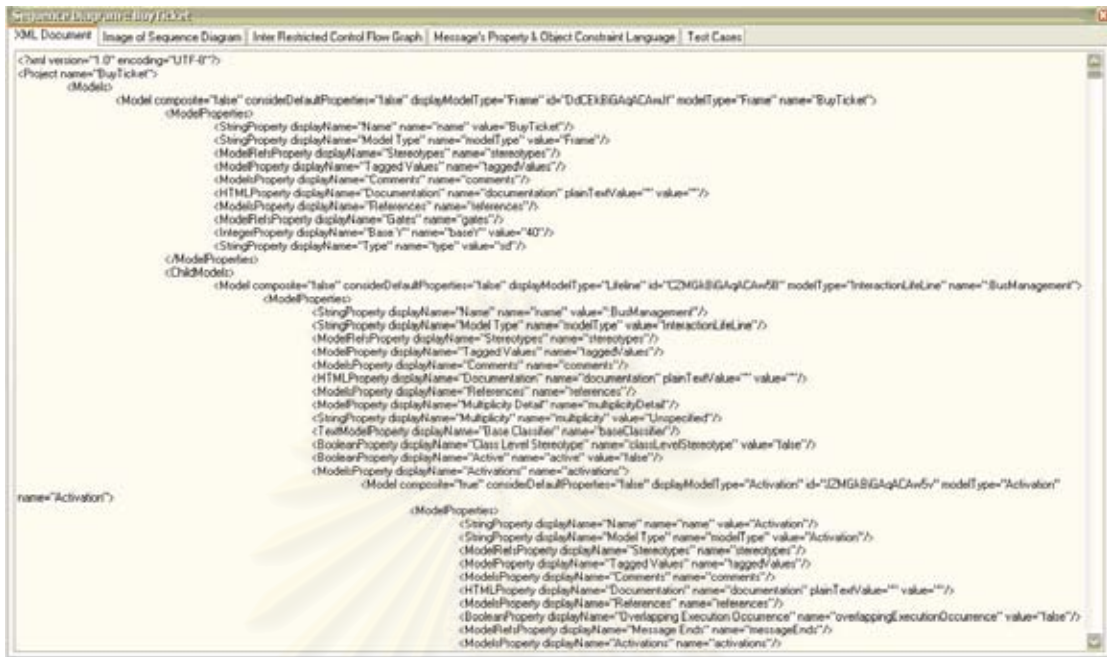 Sequence Diagram : BuyTicket
XML Document Image of Sequence Diagram Inter Restricted Control Flow Graph Message's Property & Object Constraint Language Test Cases
<?xml version="1.0" encoding="UTF-8"?>
<Project name="BuyTicket">
<Models>
<Model composite="false" considerDefaultProperties="false" displayModelType="Frame" modelType="Frame" name="BuyTicket">
<ModelProperties>
<StringProperty displayName="Name" name="name" value="BuyTicket"/>
<StringProperty displayName="Model Type" name="modelType" value="Frame"/>
<ModelRefsProperty displayName="Stereotypes" name="stereotypes"/>
<ModelProperty displayName="Tagged Values" name="taggedValues"/>
<ModelsProperty displayName="Comments" name="comments"/>
<HTMLProperty displayName="Documentation" name="documentation" plainTextValue="" value=""/>
<ModelsProperty displayName="References" name="references"/>
<ModelRefsProperty displayName="Gates" name="gates"/>
<IntegerProperty displayName="Base Y" name="baseY" value="40"/>
<StringProperty displayName="Type" name="type" value="sd"/>
</ModelProperties>
<ChildModels>
<Model composite="false" considerDefaultProperties="false" displayModelType="Lifeline" modelType="InteractionLifeLine" name=":BusManagement">
<ModelProperties>
<StringProperty displayName="Name" name="name" value=":BusManagement"/>
<StringProperty displayName="Model Type" name="modelType" value="InteractionLifeLine"/>
<ModelRefsProperty displayName="Stereotypes" name="stereotypes"/>
<ModelProperty displayName="Tagged Values" name="taggedValues"/>
<ModelsProperty displayName="Comments" name="comments"/>
<HTMLProperty displayName="Documentation" name="documentation" plainTextValue="" value=""/>
<ModelsProperty displayName="References" name="references"/>
<ModelProperty displayName="Multiplicity Detail" name="multiplicityDetail"/>
<StringProperty displayName="Multiplicity" name="multiplicity" value="Unspecified"/>
<TextModelProperty displayName="Base Classifier" name="baseClassifier"/>
<BooleanProperty displayName="Class Level Stereotype" name="classLevelStereotype" value="false"/>
<BooleanProperty displayName="Active" name="active" value="false"/>
<ModelsProperty displayName="Activations" name="activations">
<Model composite="true" considerDefaultProperties="false" displayModelType="Activation" modelType="Activation"
name="Activation">
<ModelProperties>
<StringProperty displayName="Name" name="name" value="Activation"/>
<StringProperty displayName="Model Type" name="modelType" value="Activation"/>
<ModelRefsProperty displayName="Stereotypes" name="stereotypes"/>
<ModelProperty displayName="Tagged Values" name="taggedValues"/>
<ModelsProperty displayName="Comments" name="comments"/>
<HTMLProperty displayName="Documentation" name="documentation" plainTextValue="" value=""/>
<ModelsProperty displayName="References" name="references"/>
<BooleanProperty displayName="Overlapping Execution Occurrence" name="overlappingExecutionOccurrence" value="false"/>
<ModelRefsProperty displayName="Message Ends" name="messageEnds"/>
<ModelsProperty displayName="Activations" name="activations"/>